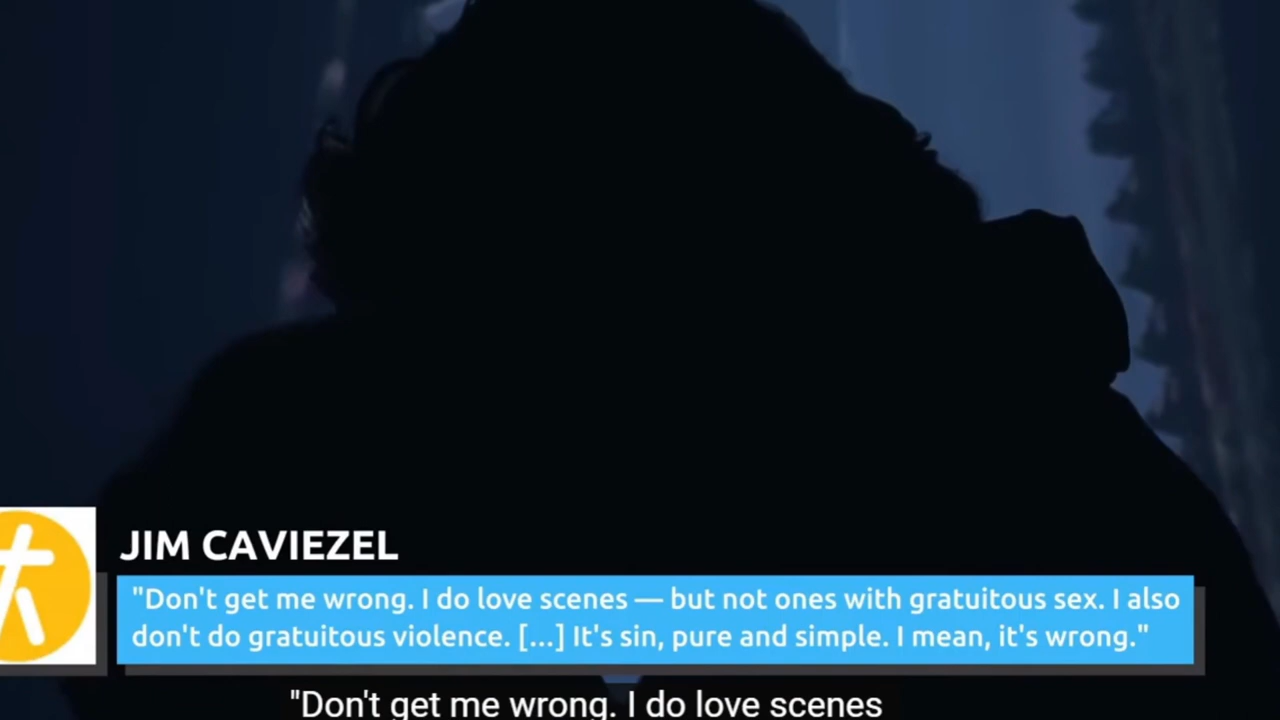 JIM CAVIEZEL
"Don't get me wrong. I do love scenes — but not ones with gratuitous sex. I also
don't do gratuitous violence. [...] It's sin, pure and simple. I mean, it's wrong."
"Don't get me wrong. I do love scenes